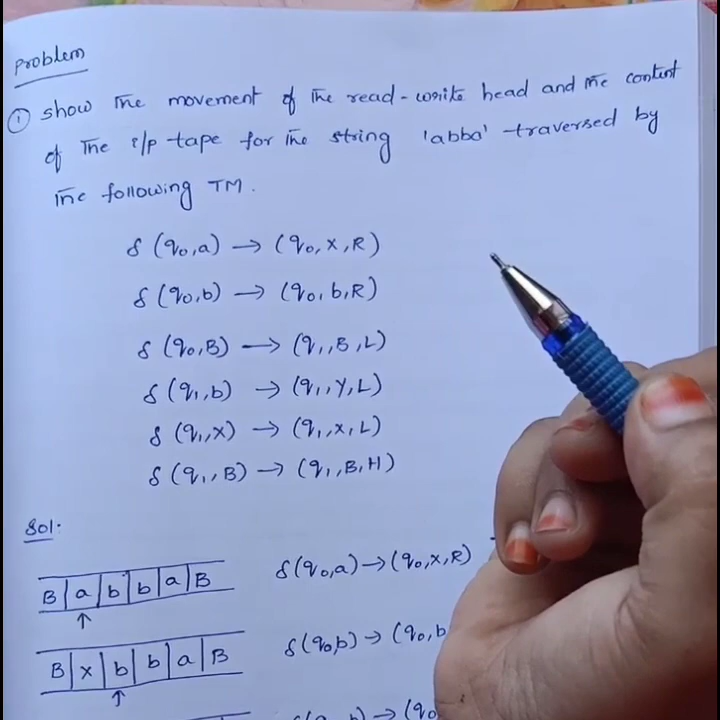 Problem
① Show the movement of the read-write head and the content
of the i/p tape for the string 'abba' traversed by
the following TM.
δ(q₀,a) → (q₀,x,R)
δ(q₀,b) → (q₀,b,R)
δ(q₀,B) → (q₁,B,L)
δ(q₁,b) → (q₁,y,L)
δ(q₁,x) → (q₁,x,L)
δ(q₁,B) → (q₁,B,H)
Sol.
B|a|b|b|a|B δ(q₀,a)→(q₀,x,R)
↑
B|x|b|b|a|B δ(q₀,b)→(q₀,b
↑